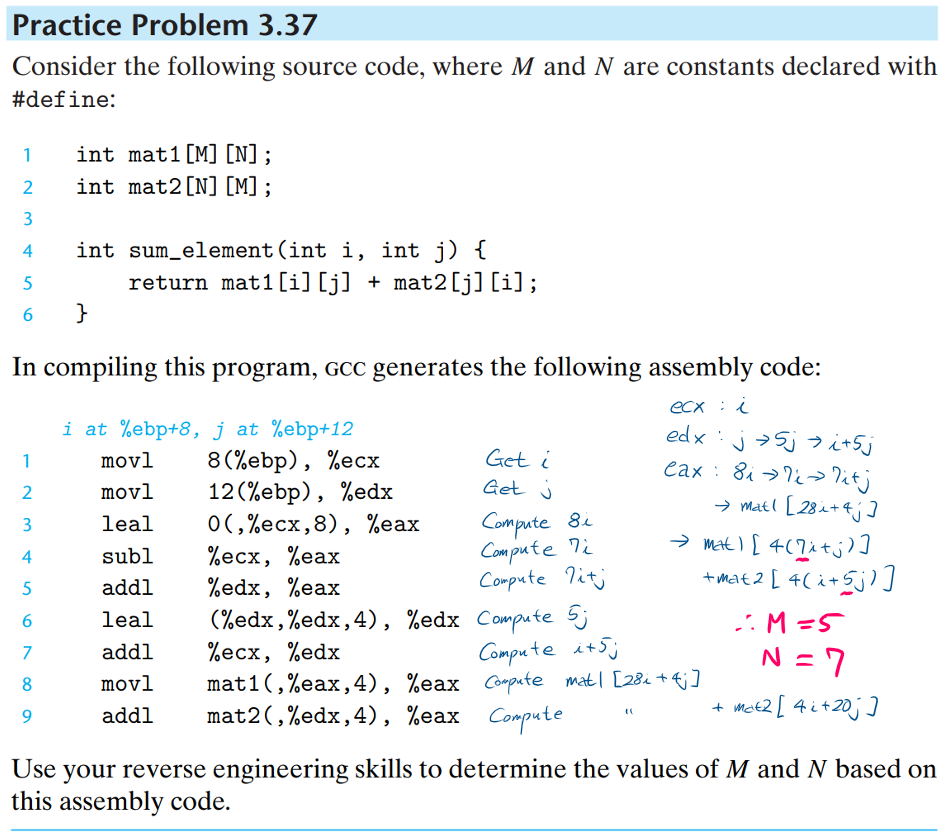 Practice Problem 3.37
Consider the following source code, where M and N are constants declared with
#define:
1 int mat1[M][N];
2 int mat2[N][M];
3
4 int sum_element(int i, int j) {
5 return mat1[i][j] + mat2[j][i];
6 }
In compiling this program, GCC generates the following assembly code:
ecx : i
i at %ebp+8, j at %ebp+12
edx : j → 5j → i+5j
1 movl 8(%ebp), %ecx Get i
eax : 8i → 7i → 7i+j
2 movl 12(%ebp), %edx Get j
→ mat1 [28i+4j]
3 leal 0(,%ecx,8), %eax Compute 8i
→ mat1 [ 4(7i+j)]
4 subl %ecx, %eax Compute 7i
+mat2 [ 4(i+5j)]
5 addl %edx, %eax Compute 7i+j
6 leal (%edx,%edx,4), %edx Compute 5j
∴ M = 5
7 addl %ecx, %edx Compute i+5j
N = 7
8 movl mat1(,%eax,4), %eax Compute mat1 [28i+4j]
9 addl mat2(,%edx,4), %eax Compute " + mat2 [ 4i+20j ]
Use your reverse engineering skills to determine the values of M and N based on
this assembly code.